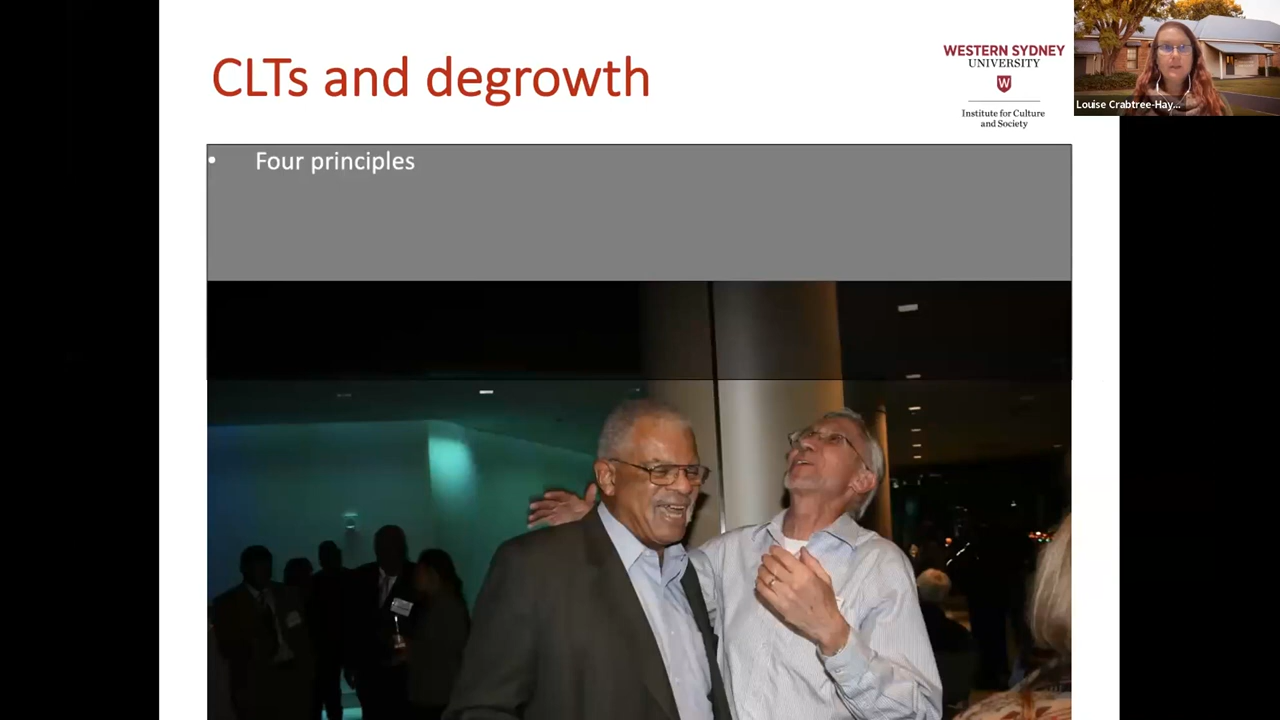 CLTs and degrowth
WESTERN SYDNEY
UNIVERSITY
W
Institute for Culture
and Society
Louise Crabtree-Hay...
• Four principles